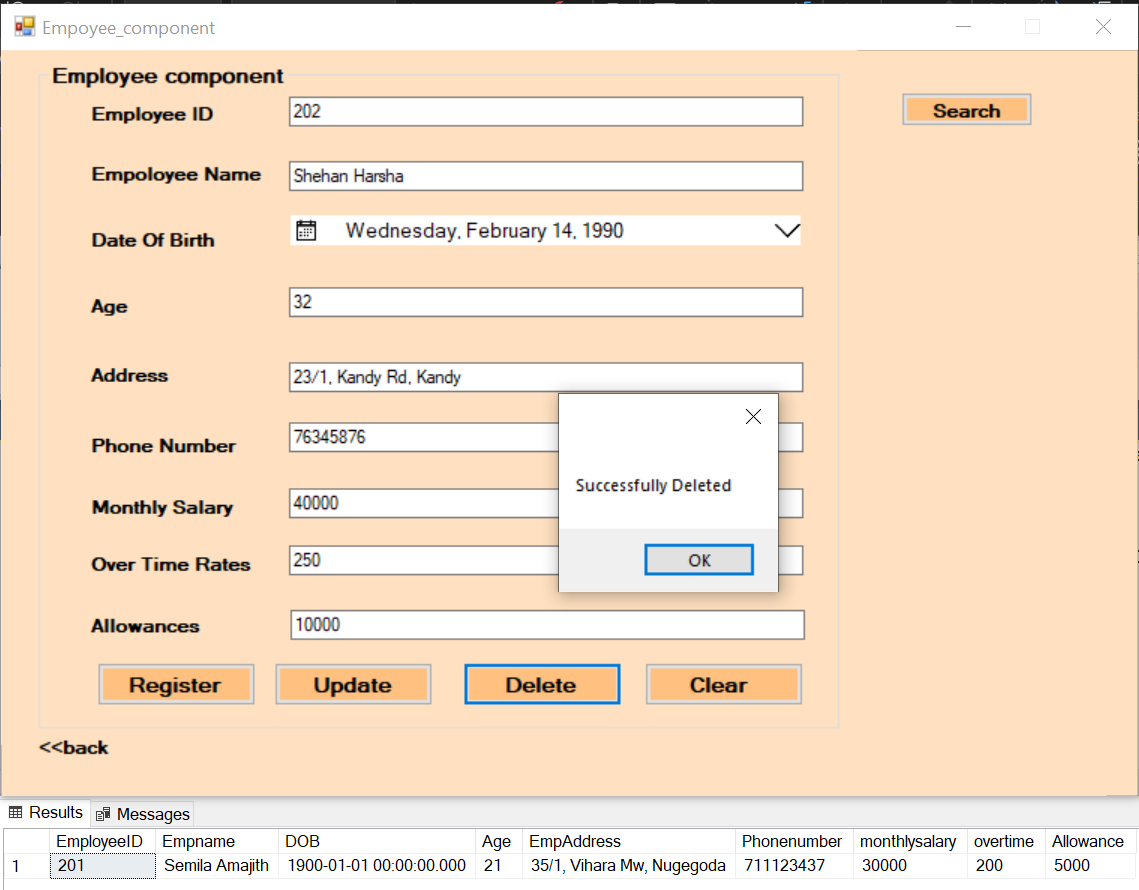 Empoyee_component
Employee component
Employee ID 202 Search
Empoloyee Name Shehan Harsha
Date Of Birth Wednesday, February 14, 1990
Age 32
Address 23/1, Kandy Rd, Kandy
Phone Number 76345876
Successfully Deleted
Monthly Salary 40000
Over Time Rates 250 OK
Allowances 10000
Register Update Delete Clear
<<back
Results Messages
EmployeeID Empname DOB Age EmpAddress Phonenumber monthlysalary overtime Allowance
1 201 Semila Amajith 1900-01-01 00:00:00.000 21 35/1, Vihara Mw, Nugegoda 711123437 30000 200 5000